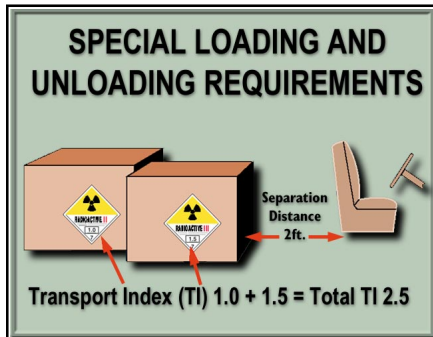 SPECIAL LOADING AND
UNLOADING REQUIREMENTS
RADIOACTIVE II
1.0
7
RADIOACTIVE III
1.5
7
Separation
Distance
2ft.
Transport Index (TI) 1.0 + 1.5 = Total TI 2.5